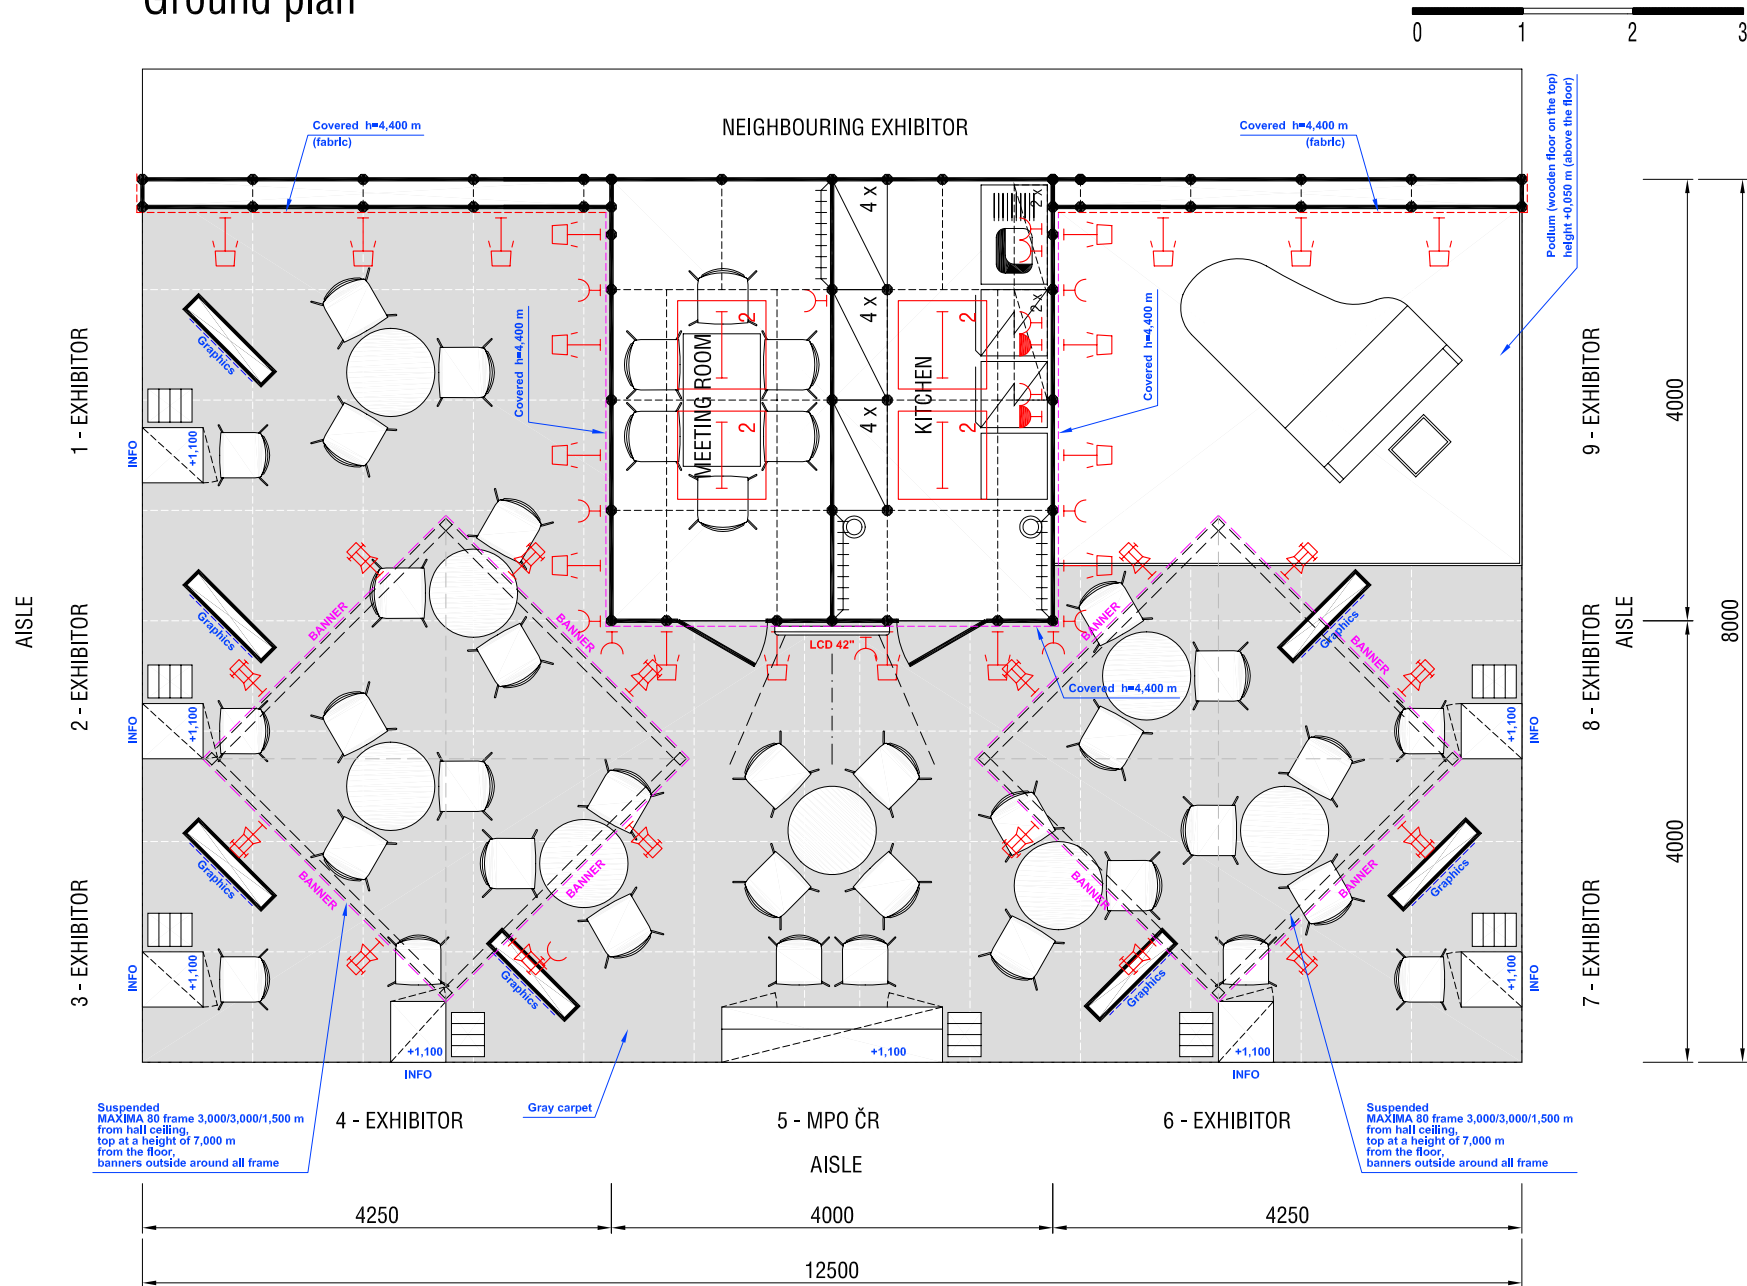 Ground plan
0 1 2 3
NEIGHBOURING EXHIBITOR
Covered h=4,400 m
(fabric)
Covered h=4,400 m
(fabric)
Podium (wooden floor on the top)
height +0,050 m (above the floor)
4 x
4 x
4 x
2 x
2 x
2
2
2
2
MEETING ROOM
KITCHEN
Covered h=4,400 m
Covered h=4,400 m
Covered h=4,400 m
LCD 42"
1 - EXHIBITOR
2 - EXHIBITOR
3 - EXHIBITOR
AISLE
9 - EXHIBITOR
8 - EXHIBITOR
7 - EXHIBITOR
AISLE
4000
4000
8000
Graphics
Graphics
Graphics
Graphics
Graphics
Graphics
Graphics
INFO
+1,100
INFO
+1,100
INFO
+1,100
INFO
+1,100
INFO
+1,100
BANNER
BANNER
BANNER
BANNER
BANNER
BANNER
BANNER
BANNER
+1,100
INFO
+1,100
+1,100
INFO
Suspended
MAXIMA 80 frame 3,000/3,000/1,500 m
from hall ceiling,
top at a height of 7,000 m
from the floor,
banners outside around all frame
4 - EXHIBITOR
Gray carpet
5 - MPO ČR
6 - EXHIBITOR
Suspended
MAXIMA 80 frame 3,000/3,000/1,500 m
from hall ceiling,
top at a height of 7,000 m
from the floor,
banners outside around all frame
AISLE
4250 4000 4250
12500